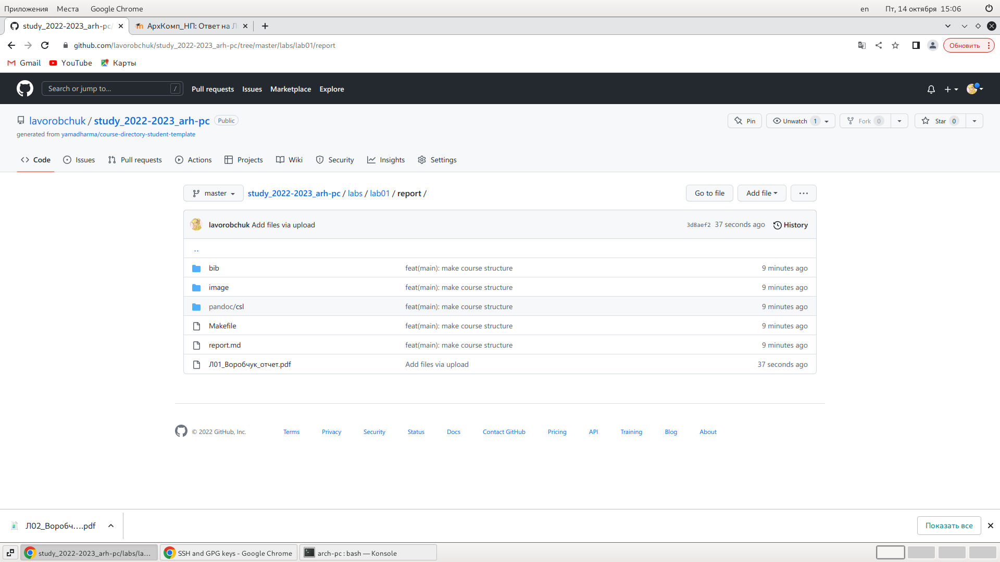 Приложения Места Google Chrome en Пт, 14 октября 15:06
study_2022-2023_arh-pc/ АрхКомп_НП: Ответ на Л
github.com/lavorobchuk/study_2022-2023_arh-pc/tree/master/labs/lab01/report Обновить
Gmail YouTube Карты
Search or jump to... / Pull requests Issues Marketplace Explore
lavorobchuk / study_2022-2023_arh-pc Public Pin Unwatch 1 Fork 0 Star 0
generated from yamadharma/course-directory-student-template
Code Issues Pull requests Actions Projects Wiki Security Insights Settings
master study_2022-2023_arh-pc / labs / lab01 / report / Go to file Add file ...
lavorobchuk Add files via upload 3d8aef2 37 seconds ago History
..
bib feat(main): make course structure 9 minutes ago
image feat(main): make course structure 9 minutes ago
pandoc/csl feat(main): make course structure 9 minutes ago
Makefile feat(main): make course structure 9 minutes ago
report.md feat(main): make course structure 9 minutes ago
Л01_Воробчук_отчет.pdf Add files via upload 37 seconds ago
© 2022 GitHub, Inc. Terms Privacy Security Status Docs Contact GitHub Pricing API Training Blog About
Л02_Воробч....pdf Показать все
study_2022-2023_arh-pc/labs/la... SSH and GPG keys - Google Chrome arch-pc : bash — Konsole